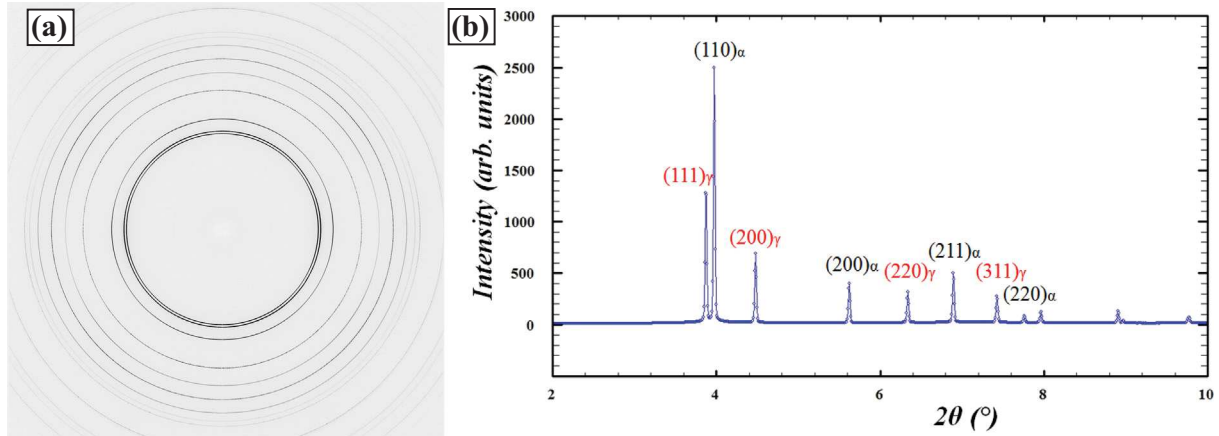 (a)
(b)
Intensity (arb. units)
3000
2500
2000
1500
1000
500
0
(111)γ
(110)α
(200)γ
(200)α
(220)γ
(211)α
(311)γ
(220)α
2 4 6 8 10
2θ (°)